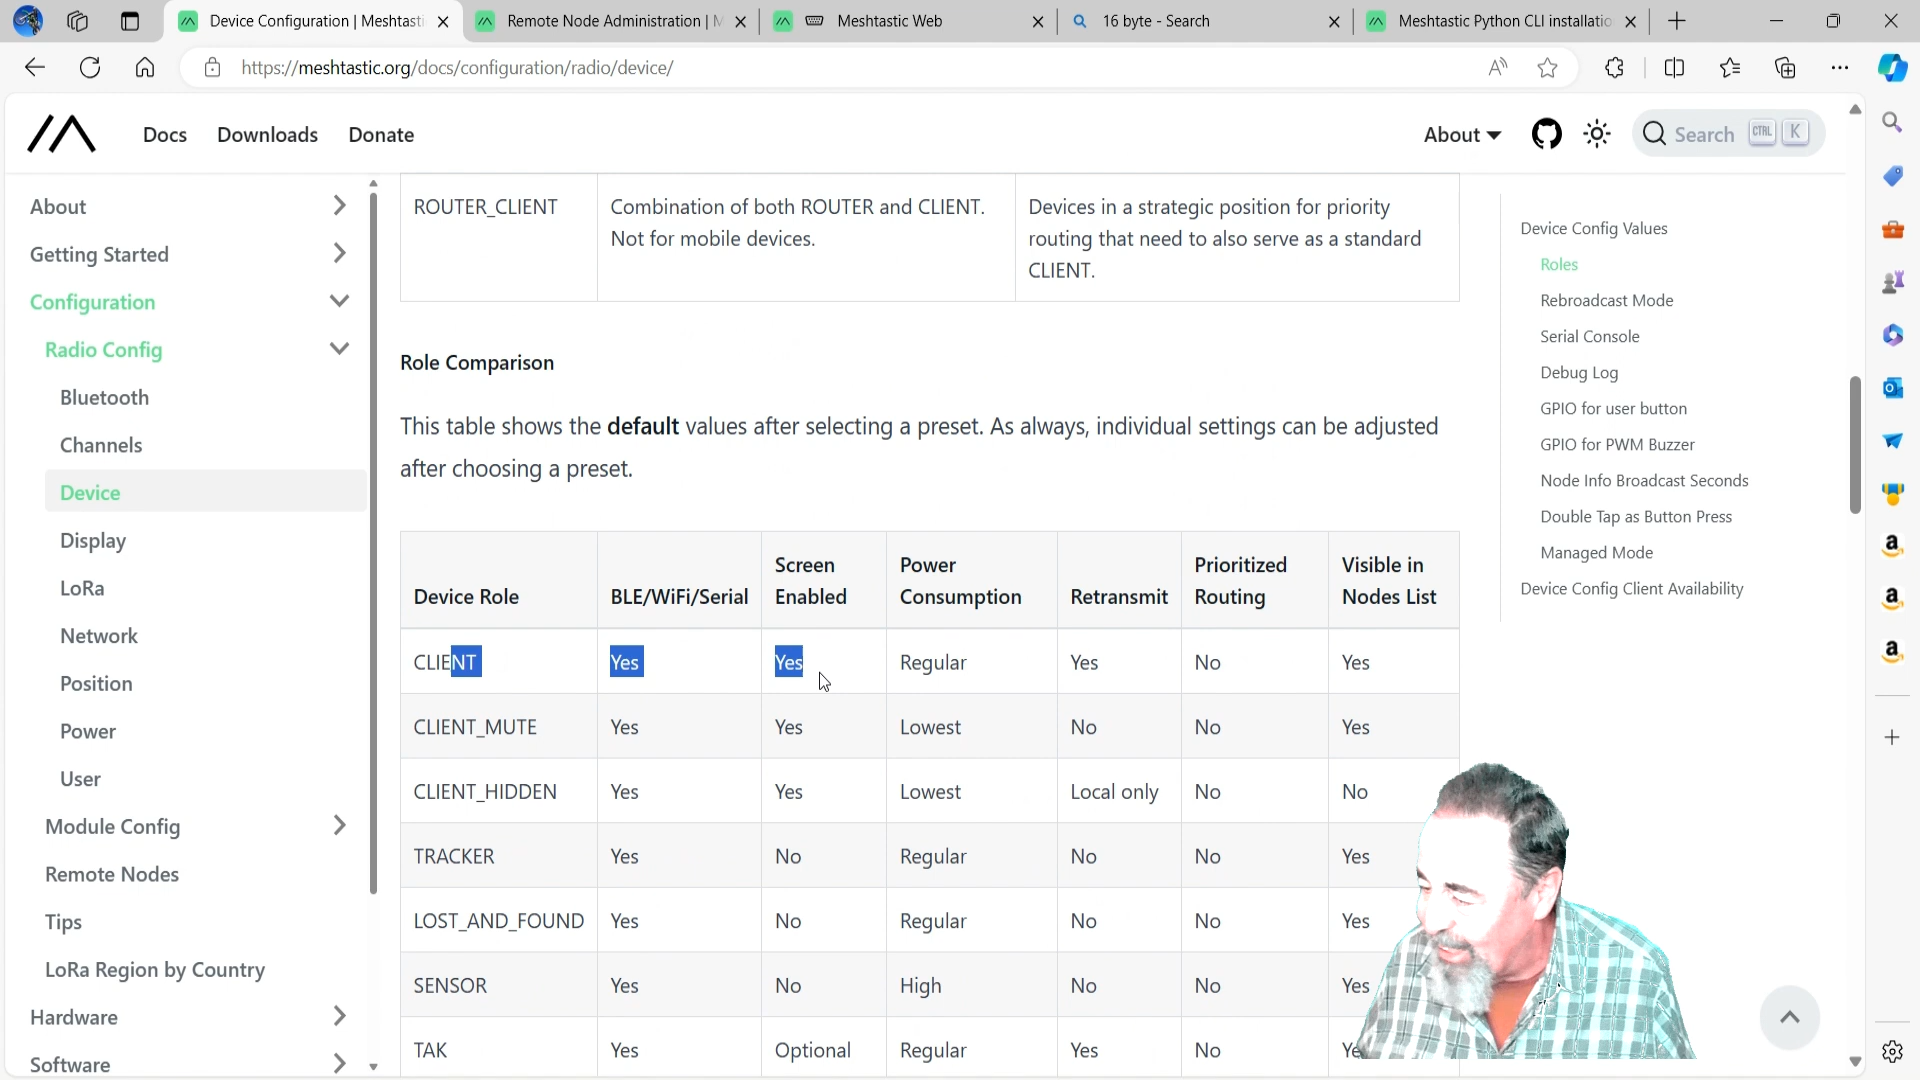 Device Configuration | Meshtasti
Remote Node Administration | M
Meshtastic Web
16 byte - Search
Meshtastic Python CLI installatio
https://meshtastic.org/docs/configuration/radio/device/
Docs
Downloads
Donate
About
Search
CTRL
K
About
Getting Started
Configuration
Radio Config
Bluetooth
Channels
Device
Display
LoRa
Network
Position
Power
User
Module Config
Remote Nodes
Tips
LoRa Region by Country
Hardware
Software
ROUTER_CLIENT
Combination of both ROUTER and CLIENT.
Not for mobile devices.
Devices in a strategic position for priority
routing that need to also serve as a standard
CLIENT.
Role Comparison
This table shows the default values after selecting a preset. As always, individual settings can be adjusted
after choosing a preset.
Device Role BLE/WiFi/Serial Screen Enabled Power Consumption Retransmit Prioritized Routing Visible in Nodes List
CLIENT Yes Yes Regular Yes No Yes
CLIENT_MUTE Yes Yes Lowest No No Yes
CLIENT_HIDDEN Yes Yes Lowest Local only No No
TRACKER Yes No Regular No No Yes
LOST_AND_FOUND Yes No Regular No No Yes
SENSOR Yes No High No No Yes
TAK Yes Optional Regular Yes No Ye
Device Config Values
Roles
Rebroadcast Mode
Serial Console
Debug Log
GPIO for user button
GPIO for PWM Buzzer
Node Info Broadcast Seconds
Double Tap as Button Press
Managed Mode
Device Config Client Availability